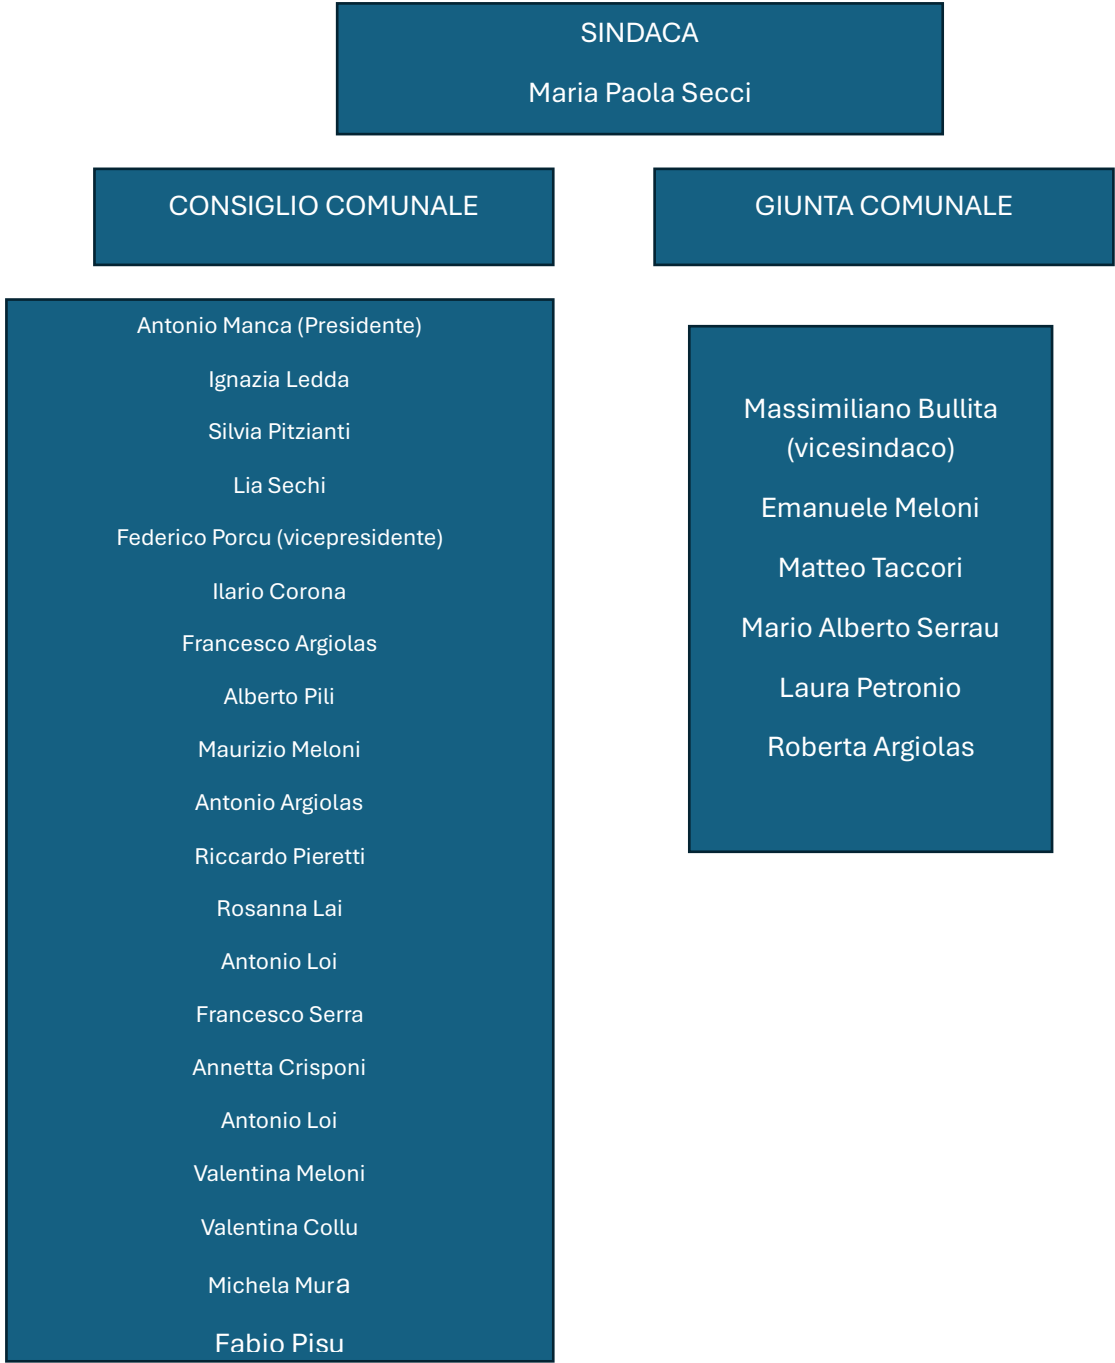 SINDACA
Maria Paola Secci
CONSIGLIO COMUNALE
Antonio Manca (Presidente)
Ignazia Ledda
Silvia Pitzianti
Lia Sechi
Federico Porcu (vicepresidente)
Ilario Corona
Francesco Argiolas
Alberto Pili
Maurizio Meloni
Antonio Argiolas
Riccardo Pieretti
Rosanna Lai
Antonio Loi
Francesco Serra
Annetta Crisponi
Antonio Loi
Valentina Meloni
Valentina Collu
Michela Mura
Fabio Pisu
GIUNTA COMUNALE
Massimiliano Bullita
(vicesindaco)
Emanuele Meloni
Matteo Taccori
Mario Alberto Serrau
Laura Petronio
Roberta Argiolas